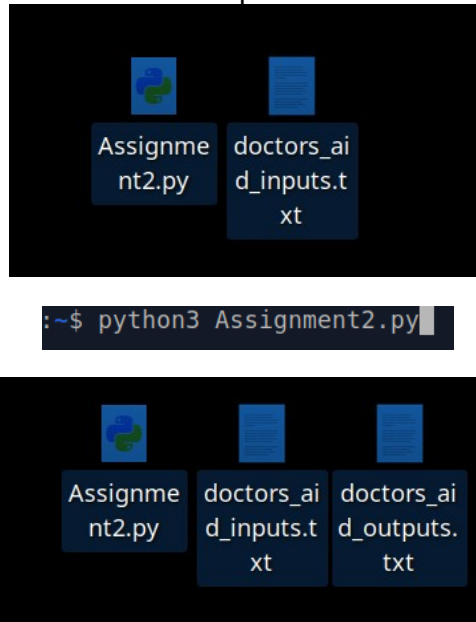 Assignme doctors_ai
nt2.py d_inputs.t
xt
:~$ python3 Assignment2.py
Assignme doctors_ai doctors_ai
nt2.py d_inputs.t d_outputs.
xt txt